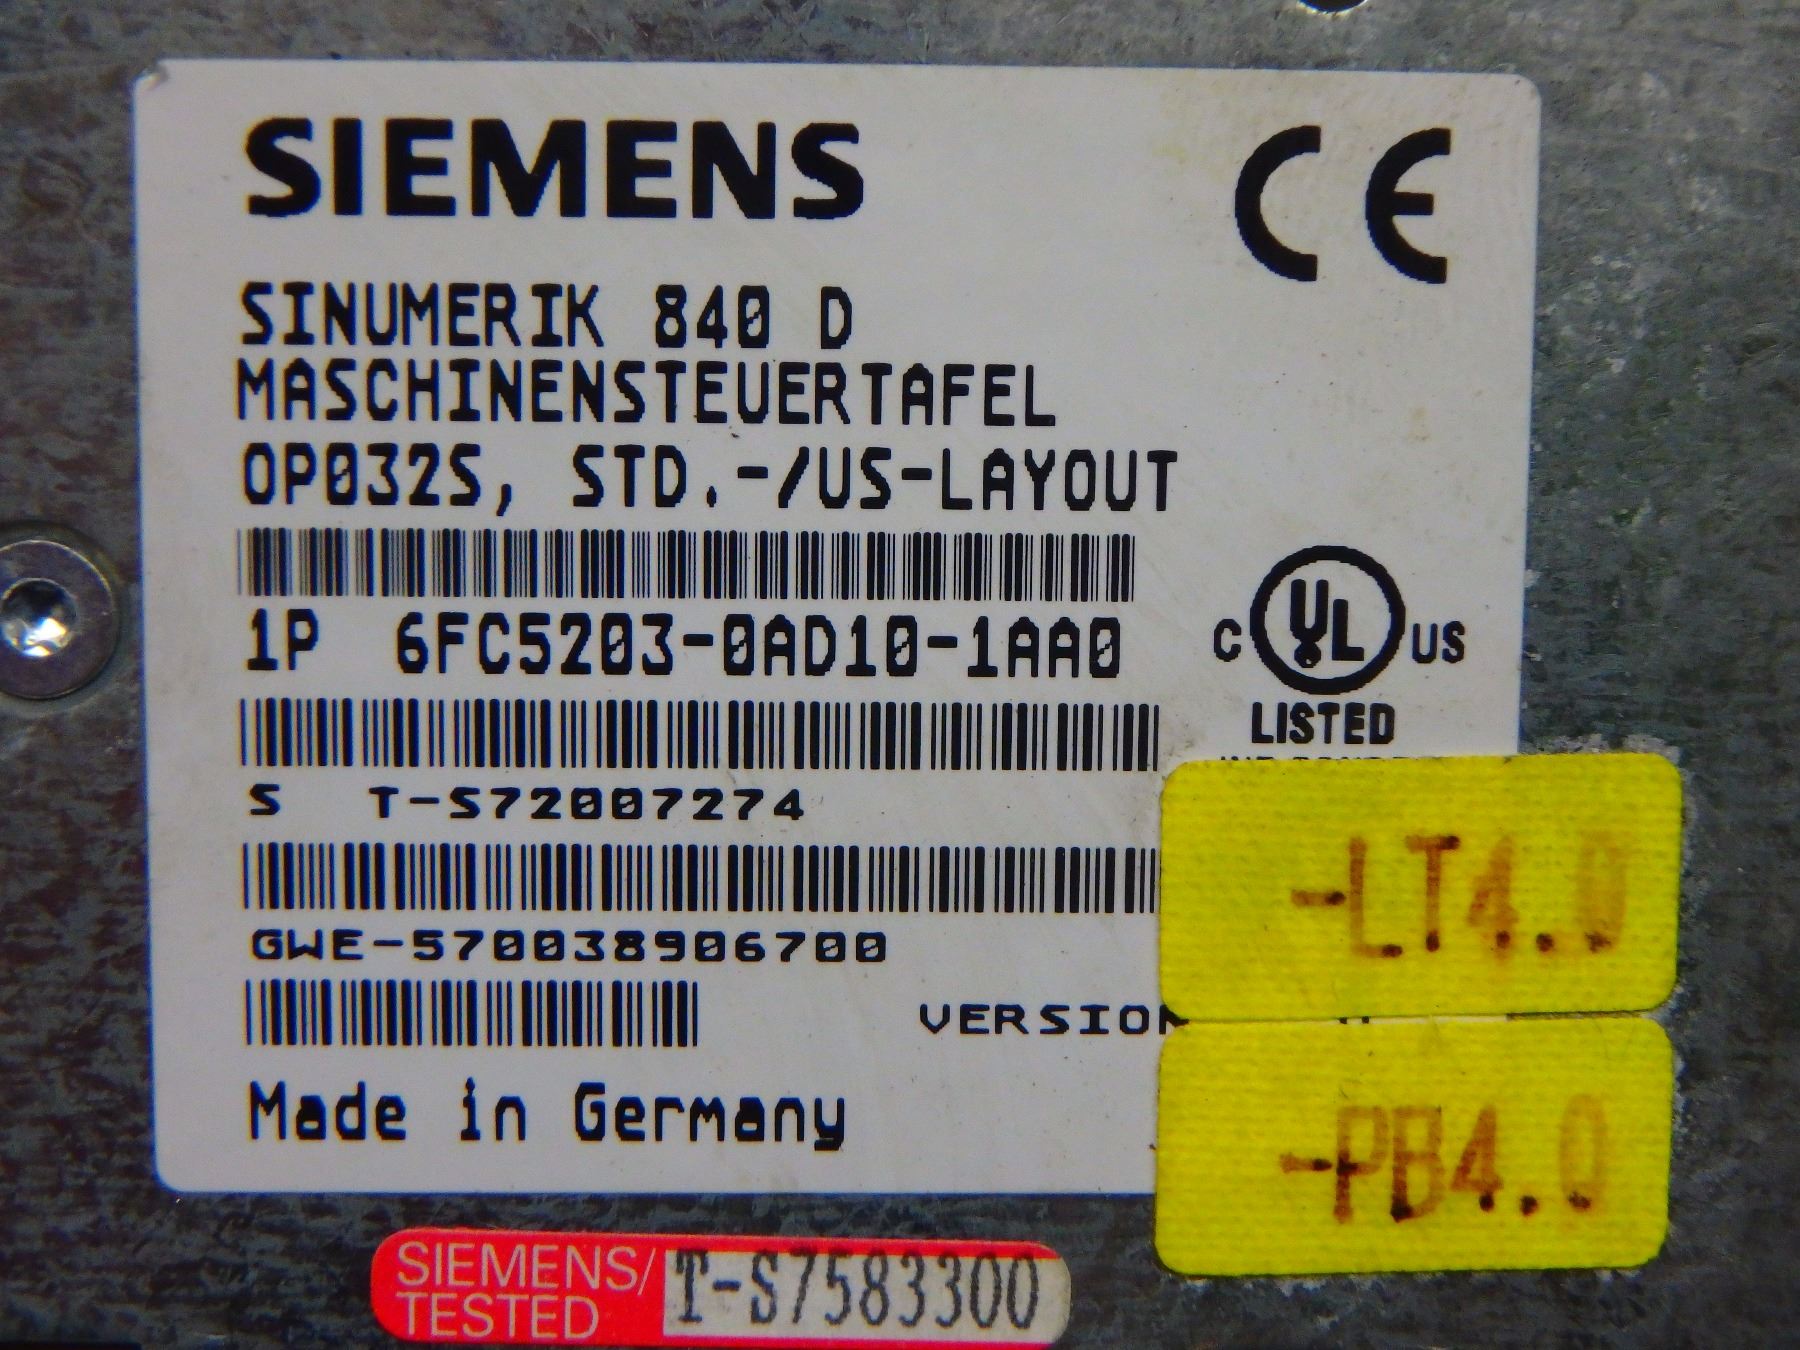 SIEMENS
CE
SINUMERIK 840 D
MASCHINENSTEUERTAFEL
OP032S, STD.-/US-LAYOUT
1P 6FC5203-0AD10-1AA0
C UL US
LISTED
S T-S72007274
GWE-570038906700
-LT4.0
VERSION
Made in Germany
-PB4.0
SIEMENS/
TESTED
T-S7583300